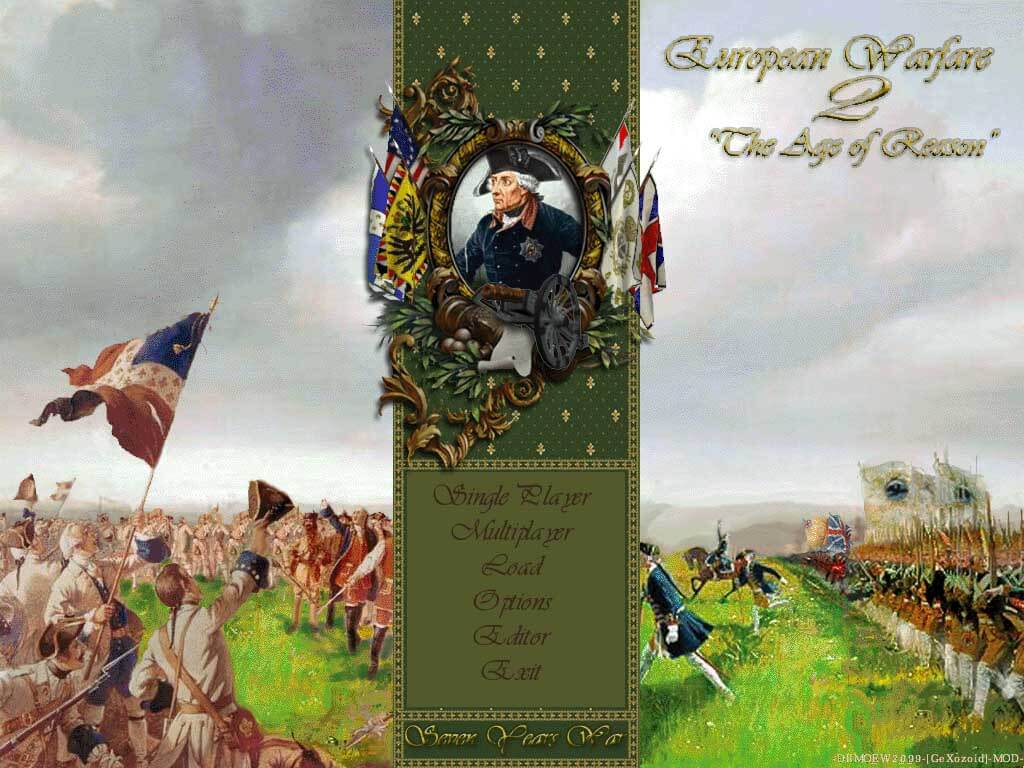 European Warfare
2
"The Age of Reason"
Single Player
Multiplayer
Load
Options
Editor
Exit
Seven Years War